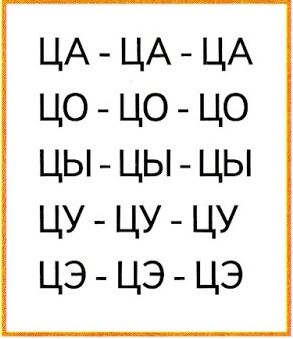 ЦА - ЦА - ЦА
ЦО - ЦО - ЦО
ЦЫ - ЦЫ - ЦЫ
ЦУ - ЦУ - ЦУ
ЦЭ - ЦЭ - ЦЭ